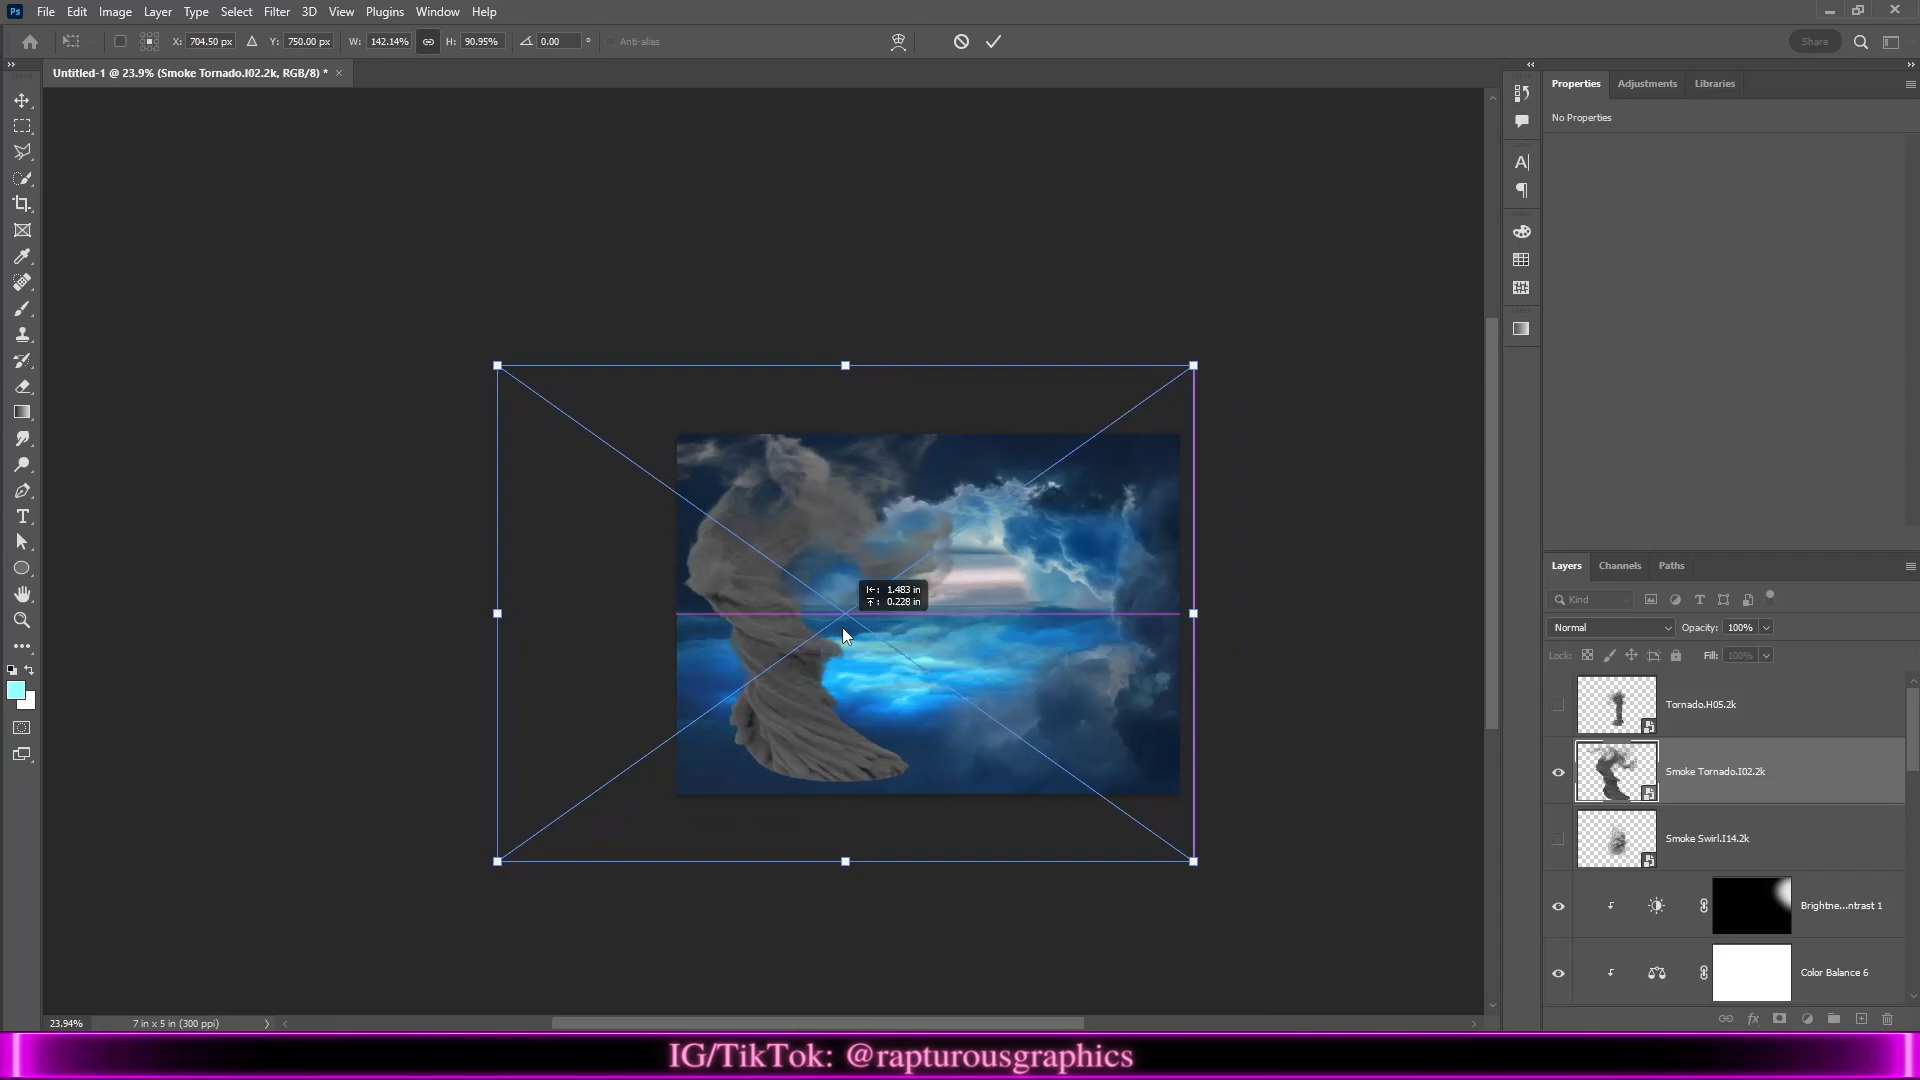 Ps File Edit Image Layer Type Select Filter 3D View Plugins Window Help
X: 704.50 px Y: 750.00 px W: 142.14% H: 90.95% 0.00 ° Anti-alias Share
Untitled-1 @ 23.9% (Smoke Tornado.I02.2k, RGB/8) * ×
Properties Adjustments Libraries
No Properties
1.483 in
0.228 in
Layers Channels Paths
Kind
Normal Opacity: 100%
Lock: Fill: 100%
Tornado.H05.2k
Smoke Tornado.I02.2k
Smoke Swirl.I14.2k
Brightne...ntrast 1
Color Balance 6
fx
23.94% 7 in x 5 in (300 ppi)
IG/TikTok: @rapturousgraphics